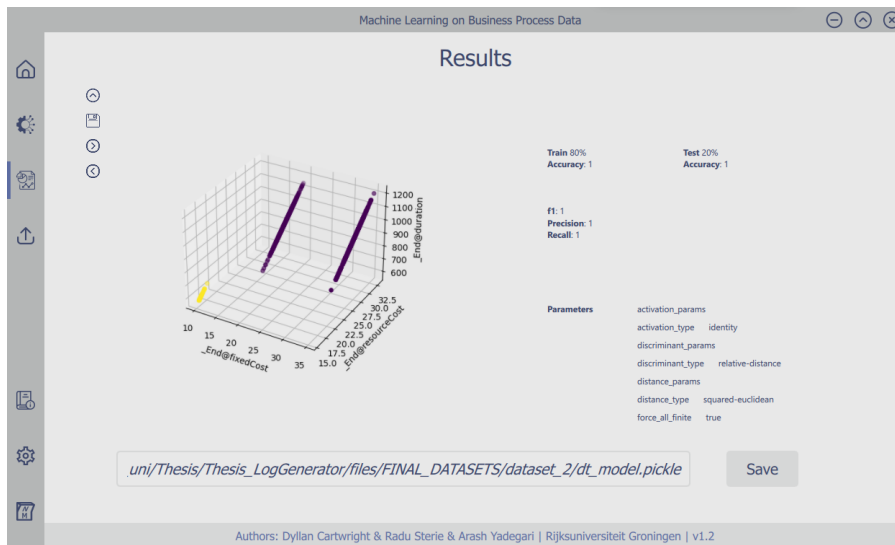 Machine Learning on Business Process Data
Results
Train 80%
Accuracy: 1
Test 20%
Accuracy: 1
f1: 1
Precision: 1
Recall: 1
1200
1100
1000
900
800
700
600
_End@duration
32.5
30.0
27.5
25.0
22.5
20.0
17.5
15.0
_End@resourceCost
10
15
20
25
30
35
_End@fixedCost
Parameters
activation_params
activation_type identity
discriminant_params
discriminant_type relative-distance
distance_params
distance_type squared-euclidean
force_all_finite true
uni/Thesis/Thesis_LogGenerator/files/FINAL_DATASETS/dataset_2/dt_model.pickle
Save
N
M
Authors: Dyllan Cartwright & Radu Sterie & Arash Yadegari | Rijksuniversiteit Groningen | v1.2